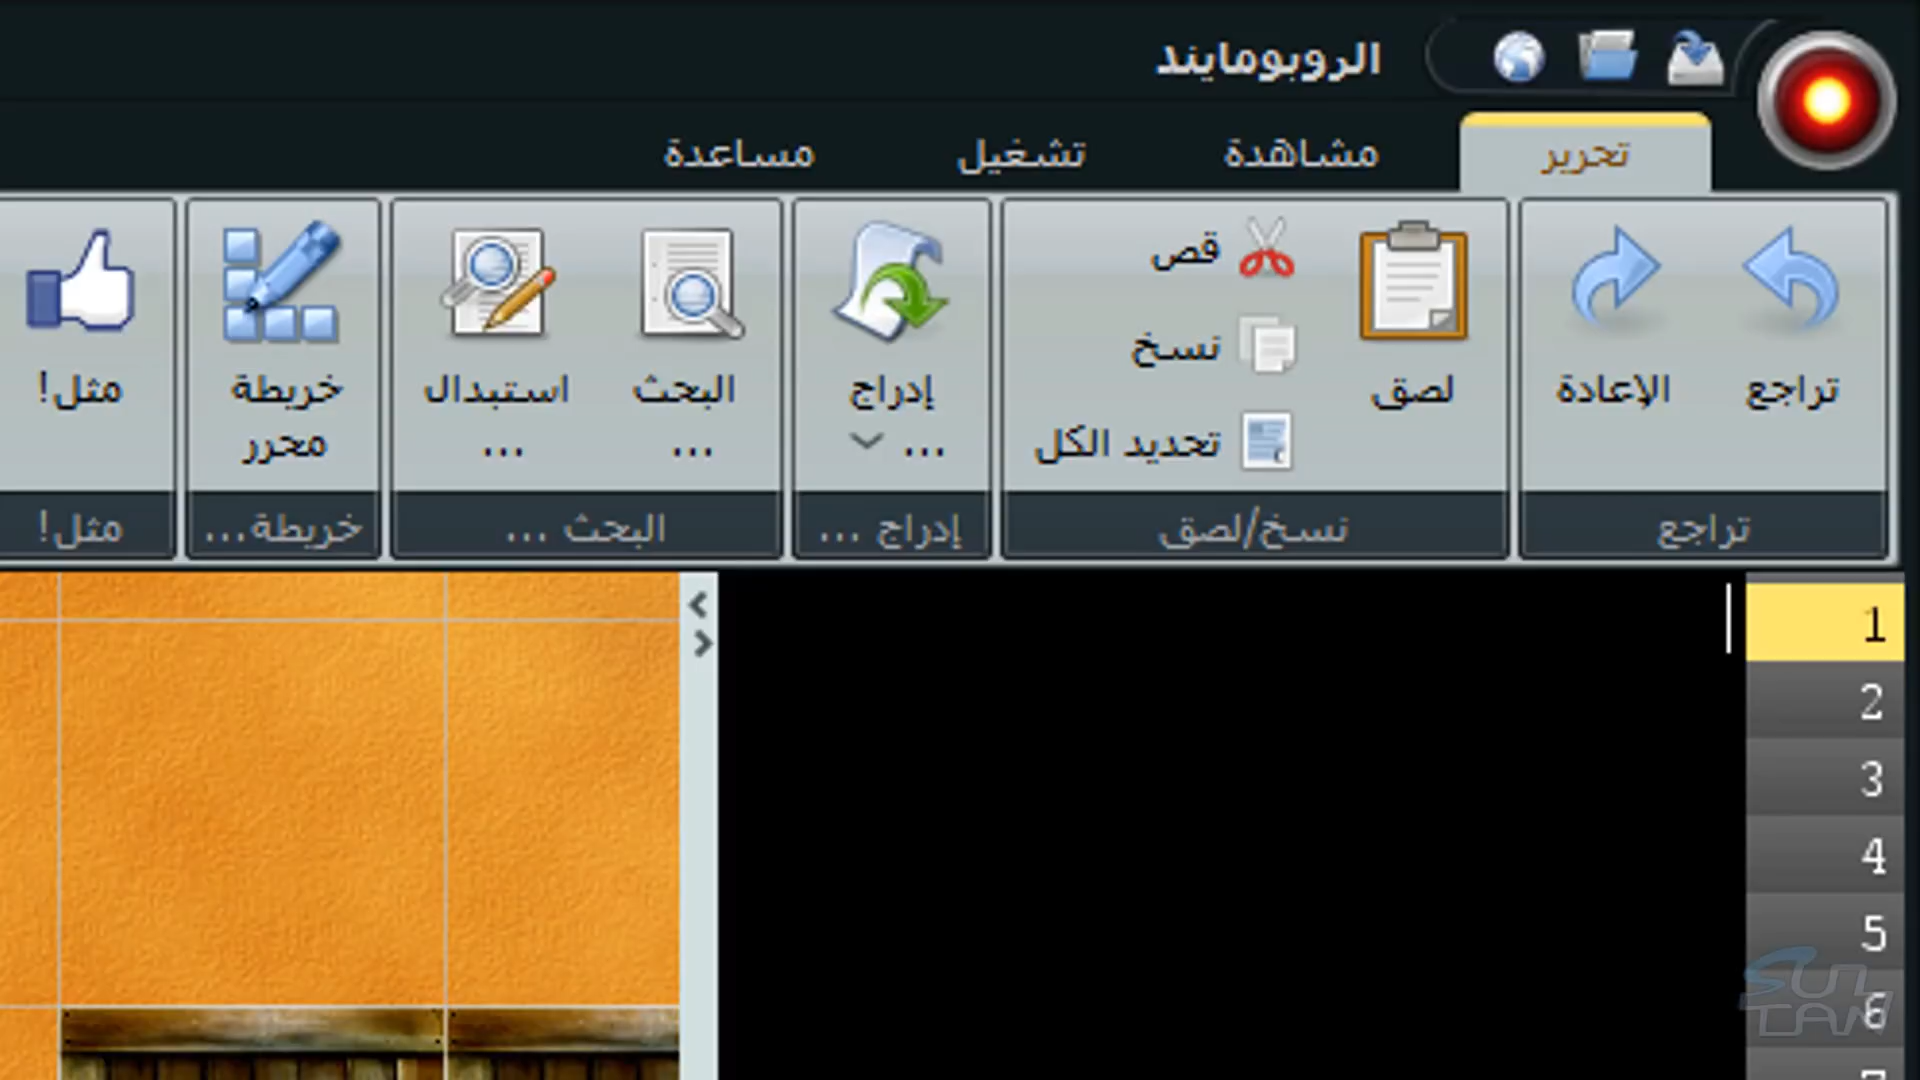 الروبومايند
تحرير
مشاهدة
تشغيل
مساعدة
تراجع
الإعادة
تراجع
لصق
قص
نسخ
تحديد الكل
نسخ/لصق
إدراج
...
إدراج ...
البحث
...
استبدال
...
البحث ...
خريطة
محرر
خريطة...
مثل!
مثل!
1
2
3
4
5
6
SULTAN